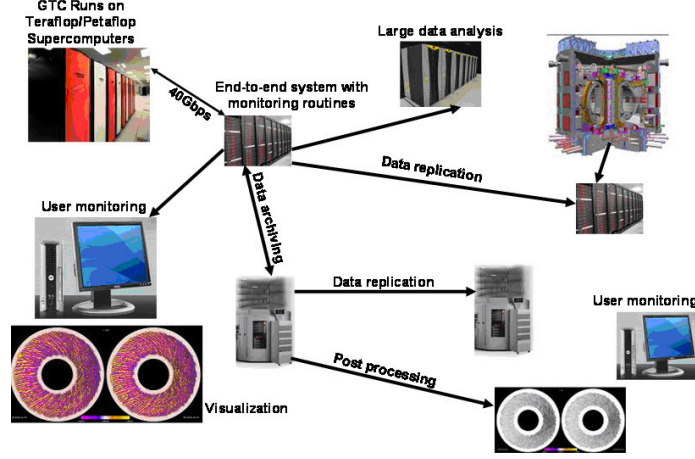 GTC Runs on
Teraflop/Petaflop
Supercomputers
Large data analysis
End-to-end system with
monitoring routines
40Gbps
Data replication
User monitoring
Data archiving
Data replication
User monitoring
Post processing
Visualization